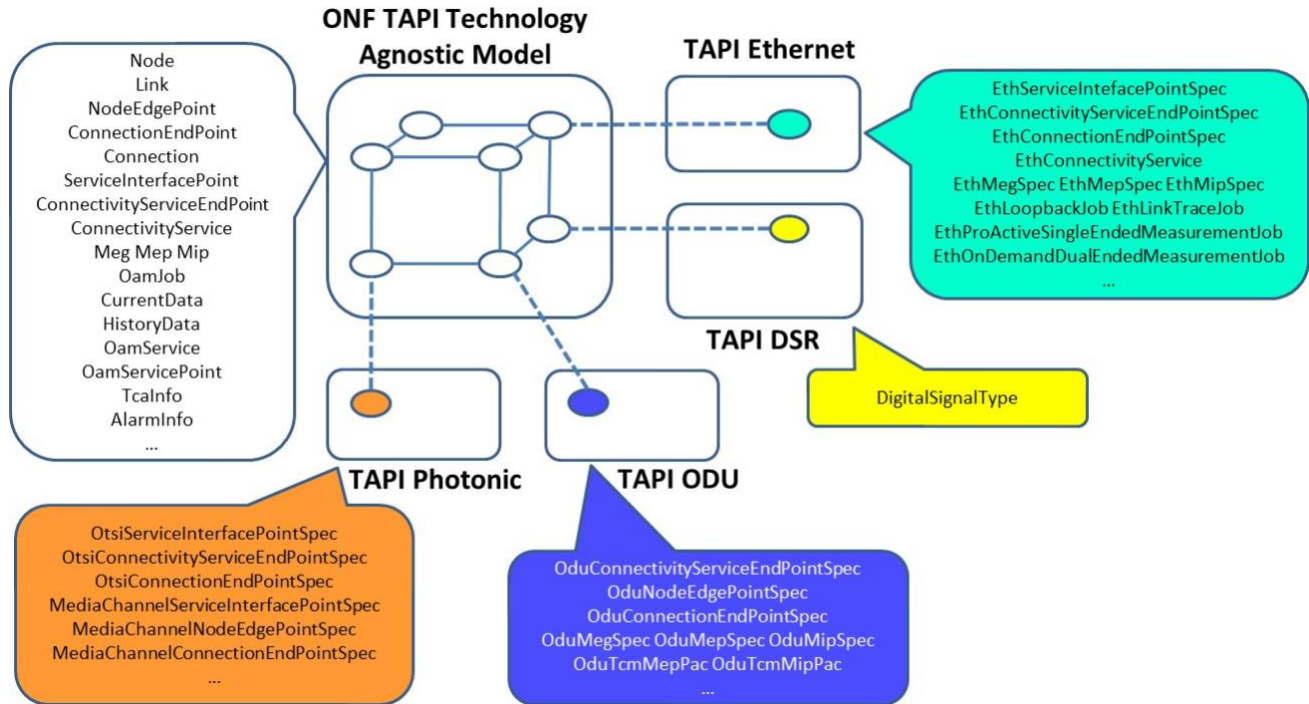 ONF TAPI Technology
Agnostic Model
TAPI Ethernet
Node
Link
NodeEdgePoint
ConnectionEndPoint
Connection
ServiceInterfacePoint
ConnectivityServiceEndPoint
ConnectivityService
Meg Mep Mip
OamJob
CurrentData
HistoryData
OamService
OamServicePoint
TcaInfo
AlarmInfo
...
EthServiceIntefacePointSpec
EthConnectivityServiceEndPointSpec
EthConnectionEndPointSpec
EthConnectivityService
EthMegSpec EthMepSpec EthMipSpec
EthLoopbackJob EthLinkTraceJob
EthProActiveSingleEndedMeasurementJob
EthOnDemandDualEndedMeasurementJob
...
TAPI DSR
DigitalSignalType
TAPI Photonic
TAPI ODU
OtsiServiceInterfacePointSpec
OtsiConnectivityServiceEndPointSpec
OtsiConnectionEndPointSpec
MediaChannelServiceInterfacePointSpec
MediaChannelNodeEdgePointSpec
MediaChannelConnectionEndPointSpec
...
OduConnectivityServiceEndPointSpec
OduNodeEdgePointSpec
OduConnectionEndPointSpec
OduMegSpec OduMepSpec OduMipSpec
OduTcmMepPac OduTcmMipPac
...